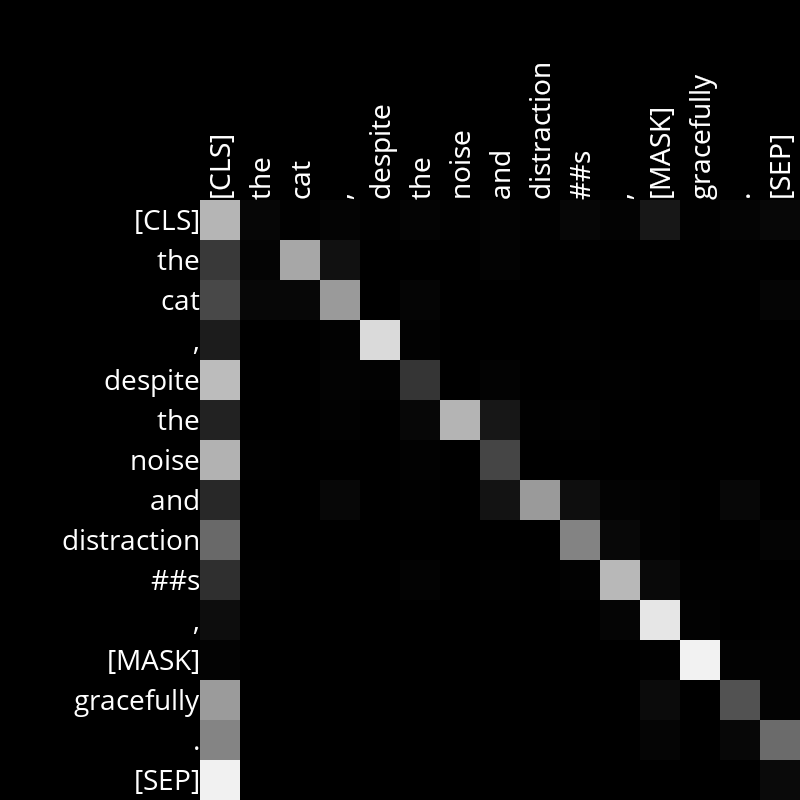 [CLS]
the
cat
,
despite
the
noise
and
distraction
##s
,
[MASK]
gracefully
.
[SEP]
[CLS]
the
cat
,
despite
the
noise
and
distraction
##s
,
[MASK]
gracefully
.
[SEP]